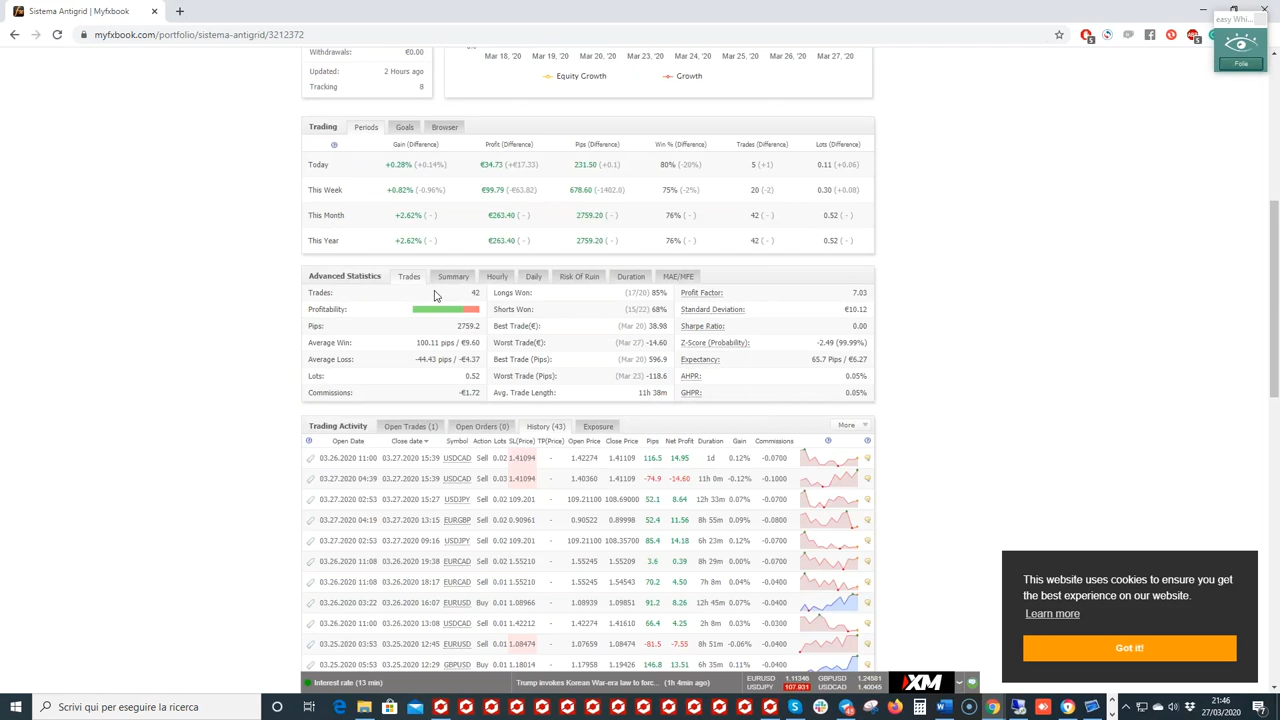 Sistema Antigrid | Myfxbook
easy Whi...
Folie
myfxbook.com/portfolio/sistema-antigrid/3212372
Withdrawals: €0.00
Updated: 2 Hours ago
Tracking 8
Mar 18, '20 Mar 19, '20 Mar 20, '20 Mar 23, '20 Mar 24, '20 Mar 25, '20 Mar 26, '20 Mar 27, '20
Equity Growth Growth
Trading Periods Goals Browser
Gain (Difference) Profit (Difference) Pips (Difference) Win % (Difference) Trades (Difference) Lots (Difference)
Today +0.28% (+0.14%) €34.73 (+€17.33) 231.50 (+0.1) 80% (-20%) 5 (+1) 0.11 (+0.06)
This Week +0.82% (-0.96%) €99.79 (-€63.82) 678.60 (-1402.0) 75% (-2%) 20 (-2) 0.30 (+0.08)
This Month +2.62% ( - ) €263.40 ( - ) 2759.20 ( - ) 76% ( - ) 42 ( - ) 0.52 ( - )
This Year +2.62% ( - ) €263.40 ( - ) 2759.20 ( - ) 76% ( - ) 42 ( - ) 0.52 ( - )
Advanced Statistics Trades Summary Hourly Daily Risk Of Ruin Duration MAE/MFE
Trades: 42 Longs Won: (17/20) 85% Profit Factor: 7.03
Profitability: Shorts Won: (15/22) 68% Standard Deviation: €10.12
Pips: 2759.2 Best Trade(€): (Mar 20) 38.98 Sharpe Ratio: 0.00
Average Win: 100.11 pips / €9.60 Worst Trade(€): (Mar 27) -14.60 Z-Score (Probability): -2.49 (99.99%)
Average Loss: -44.43 pips / -€4.37 Best Trade (Pips): (Mar 20) 596.9 Expectancy: 65.7 Pips / €6.27
Lots: 0.52 Worst Trade (Pips): (Mar 23) -118.6 AHPR: 0.05%
Commissions: -€1.72 Avg. Trade Length: 11h 38m GHPR: 0.05%
Trading Activity Open Trades (1) Open Orders (0) History (43) Exposure More
Open Date Close date Symbol Action Lots SL(Price) TP(Price) Open Price Close Price Pips Net Profit Duration Gain Commissions
03.26.2020 11:00 03.27.2020 15:39 USDCAD Sell 0.02 1.41094 - 1.42274 1.41109 116.5 14.95 1d 0.12% -0.0700
03.27.2020 04:39 03.27.2020 15:39 USDCAD Sell 0.03 1.41094 - 1.40360 1.41109 -74.9 -14.60 11h 0m -0.12% -0.1000
03.27.2020 02:53 03.27.2020 15:27 USDJPY Sell 0.02 109.201 - 109.21100 108.69000 52.1 8.64 12h 33m 0.07% -0.0700
03.27.2020 04:19 03.27.2020 13:15 EURGBP Sell 0.02 0.90961 - 0.90522 0.89998 52.4 11.56 8h 55m 0.09% -0.0800
03.27.2020 02:53 03.27.2020 09:16 USDJPY Sell 0.02 109.201 - 109.21100 108.35700 85.4 14.18 6h 23m 0.12% -0.0700
03.26.2020 11:08 03.26.2020 19:38 EURCAD Sell 0.01 1.55210 - 1.55245 1.55209 3.6 0.39 8h 29m 0.00% -0.0400
03.26.2020 11:08 03.26.2020 18:17 EURCAD Sell 0.01 1.55210 - 1.55245 1.54543 70.2 4.50 7h 8m 0.04% -0.0400
03.26.2020 03:22 03.26.2020 16:07 EURUSD Buy 0.01 1.08966 - 1.08939 1.09851 91.2 8.26 12h 45m 0.07% -0.0400
03.26.2020 11:00 03.26.2020 13:08 USDCAD Sell 0.01 1.42212 - 1.42274 1.41610 66.4 4.25 2h 8m 0.03% -0.0300
03.26.2020 11:08 EURUSD Sell 0.01 1.08474 - 1.07659 1.08474 -81.5 -7.55 8h 51m -0.06% -0.0400
03.25.2020 05:53 03.25.2020 12:29 GBPUSD Buy 0.01 1.18014 - 1.17958 1.19426 146.8 13.51 6h 35m 0.11% -0.0400
This website uses cookies to ensure you get
the best experience on our website.
Learn more
Got it!
Interest rate (13 min) Trump invokes Korean War-era law to forc... (1h 4m ago)
EURUSD 1.11346 GBPUSD 1.24581
USDJPY 107.931 USDCAD 1.40045
XM
Scrivi qui per eseguire la ricerca
21:46
27/03/2020